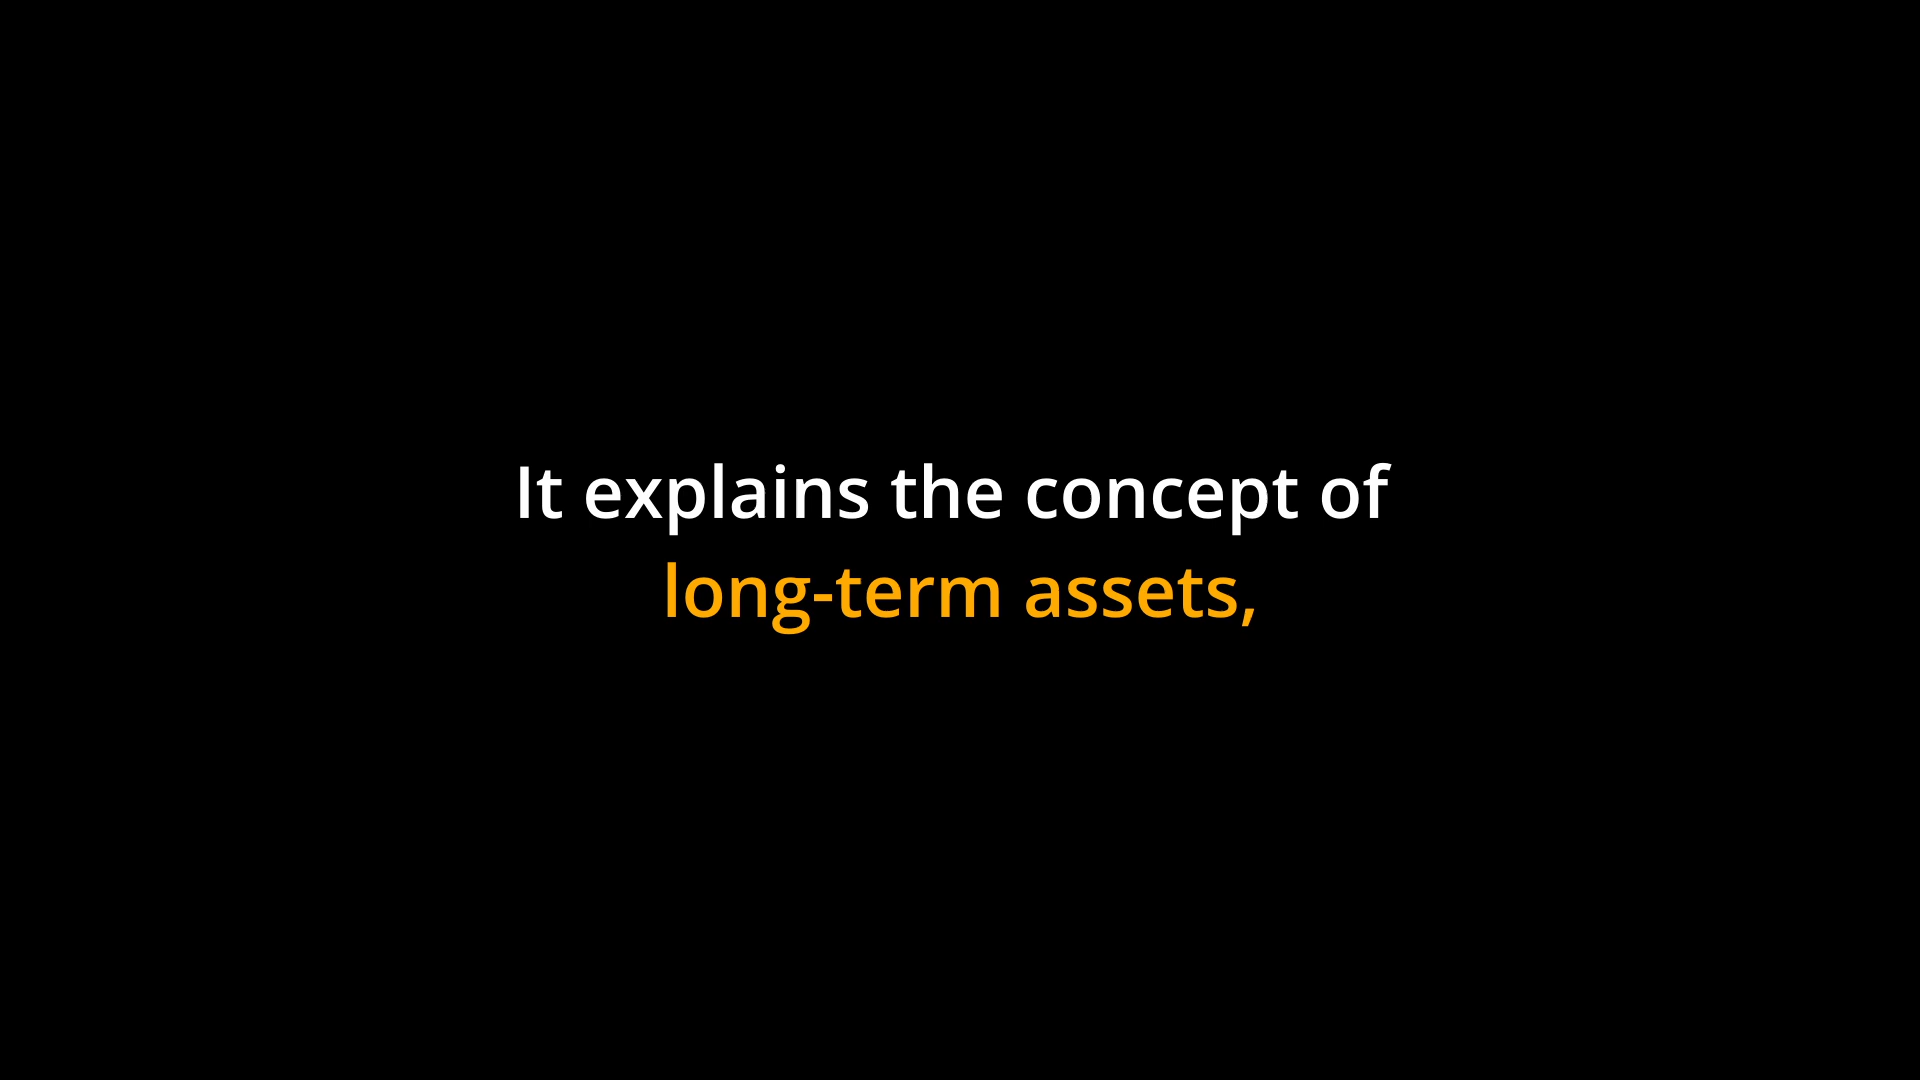 It explains the concept of
long-term assets,